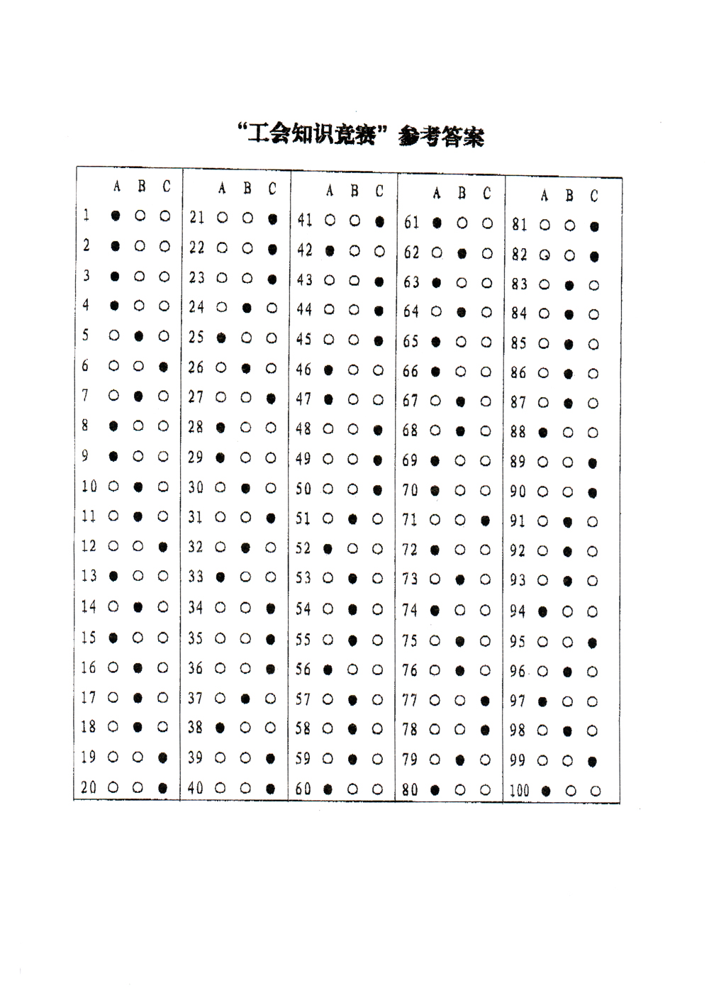 “工会知识竞赛”参考答案
A B C A B C A B C A B C A B C
1 ● ○ ○ 21 ○ ○ ● 41 ○ ○ ● 61 ● ○ ○ 81 ○ ○ ●
2 ● ○ ○ 22 ○ ○ ● 42 ● ○ ○ 62 ○ ● ○ 82 ○ ○ ●
3 ● ○ ○ 23 ○ ○ ● 43 ○ ○ ● 63 ● ○ ○ 83 ○ ● ○
4 ● ○ ○ 24 ○ ● ○ 44 ○ ○ ● 64 ○ ● ○ 84 ○ ● ○
5 ○ ● ○ 25 ● ○ ○ 45 ○ ○ ● 65 ● ○ ○ 85 ○ ● ○
6 ○ ○ ● 26 ○ ● ○ 46 ● ○ ○ 66 ● ○ ○ 86 ○ ● ○
7 ○ ● ○ 27 ○ ○ ● 47 ● ○ ○ 67 ○ ● ○ 87 ○ ● ○
8 ● ○ ○ 28 ● ○ ○ 48 ○ ○ ● 68 ○ ● ○ 88 ● ○ ○
9 ● ○ ○ 29 ● ○ ○ 49 ○ ○ ● 69 ● ○ ○ 89 ○ ○ ●
10 ○ ● ○ 30 ○ ● ○ 50 ○ ○ ● 70 ● ○ ○ 90 ○ ○ ●
11 ○ ● ○ 31 ○ ○ ● 51 ○ ● ○ 71 ○ ○ ● 91 ○ ● ○
12 ○ ○ ● 32 ○ ● ○ 52 ● ○ ○ 72 ● ○ ○ 92 ○ ● ○
13 ● ○ ○ 33 ● ○ ○ 53 ○ ● ○ 73 ○ ● ○ 93 ○ ● ○
14 ○ ● ○ 34 ○ ○ ● 54 ○ ● ○ 74 ● ○ ○ 94 ● ○ ○
15 ● ○ ○ 35 ○ ○ ● 55 ○ ● ○ 75 ○ ● ○ 95 ○ ○ ●
16 ○ ● ○ 36 ○ ○ ● 56 ● ○ ○ 76 ○ ● ○ 96 ○ ● ○
17 ○ ● ○ 37 ○ ● ○ 57 ○ ● ○ 77 ○ ○ ● 97 ● ○ ○
18 ○ ● ○ 38 ● ○ ○ 58 ○ ● ○ 78 ○ ○ ● 98 ○ ● ○
19 ○ ○ ● 39 ○ ○ ● 59 ○ ● ○ 79 ○ ● ○ 99 ○ ○ ●
20 ○ ○ ● 40 ○ ○ ● 60 ● ○ ○ 80 ● ○ ○ 100 ● ○ ○